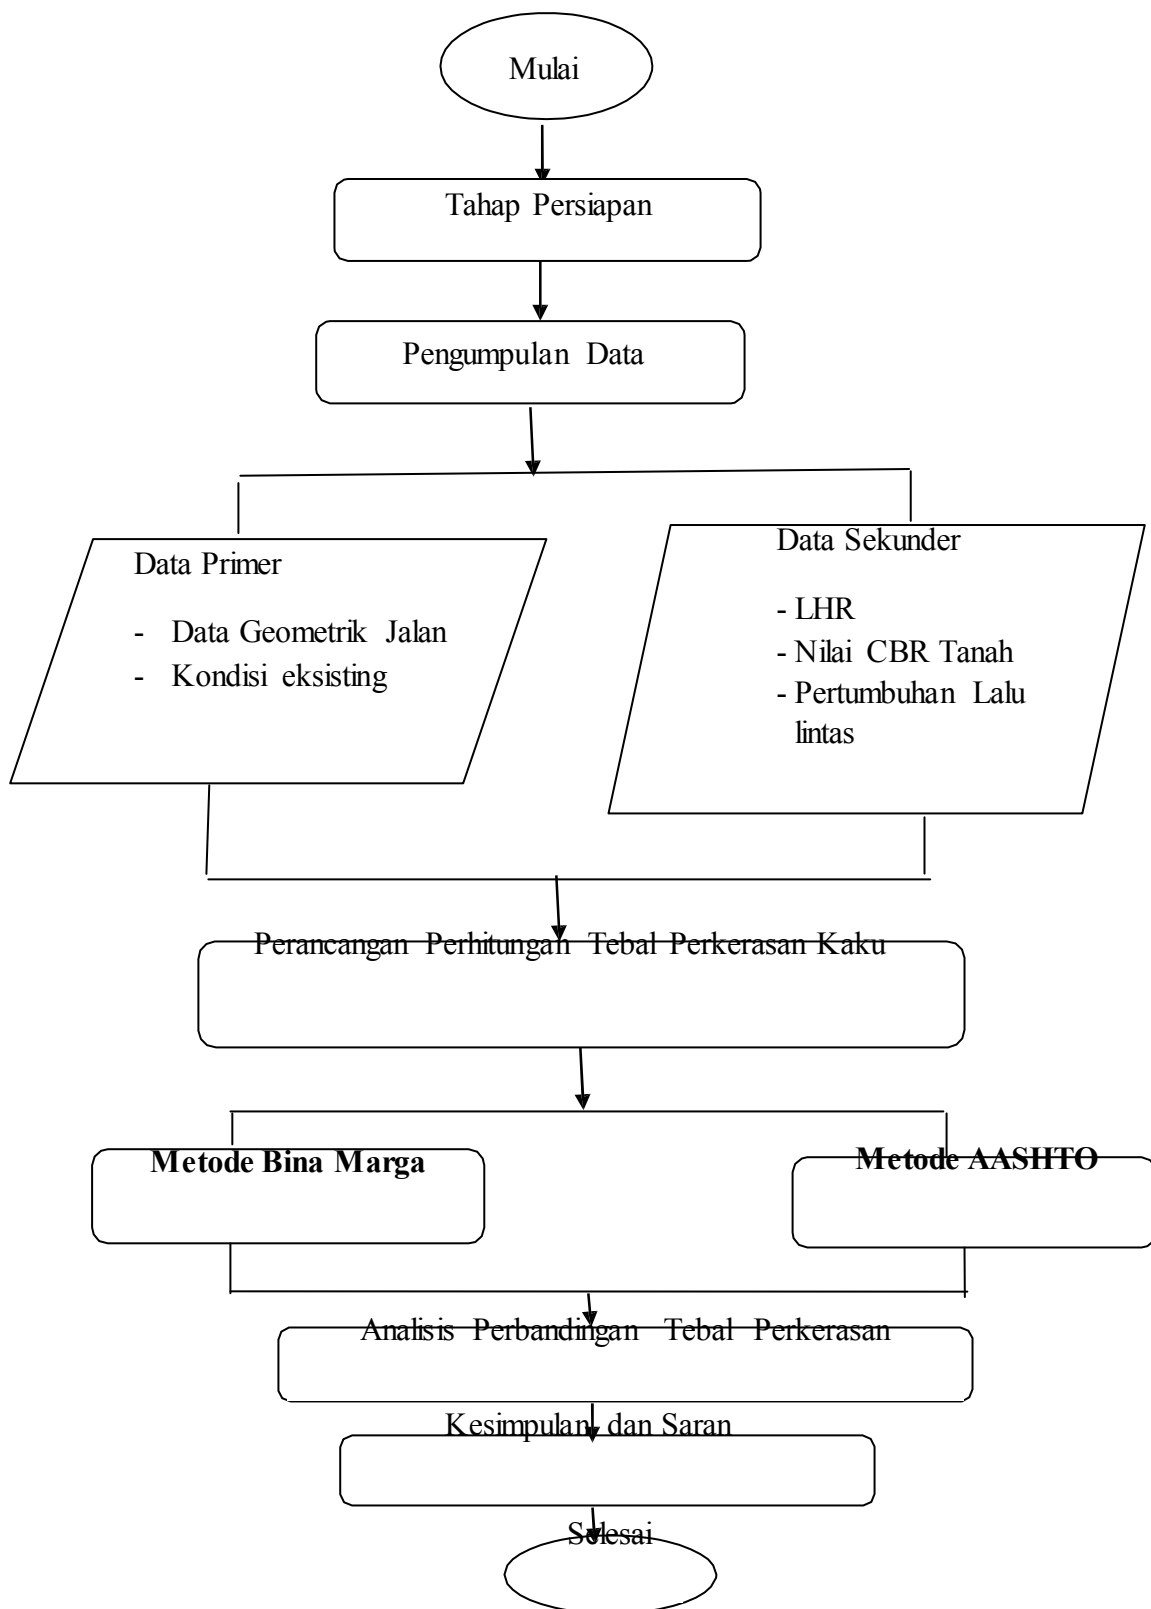 Mulai
Tahap Persiapan
Pengumpulan Data
Data Primer
- Data Geometrik Jalan
- Kondisi eksisting
Data Sekunder
- LHR
- Nilai CBR Tanah
- Pertumbuhan Lalu
lintas
Perancangan Perhitungan Tebal Perkerasan Kaku
Metode Bina Marga
Metode AASHTO
Analisis Perbandingan Tebal Perkerasan
Kesimpulan dan Saran
Selesai